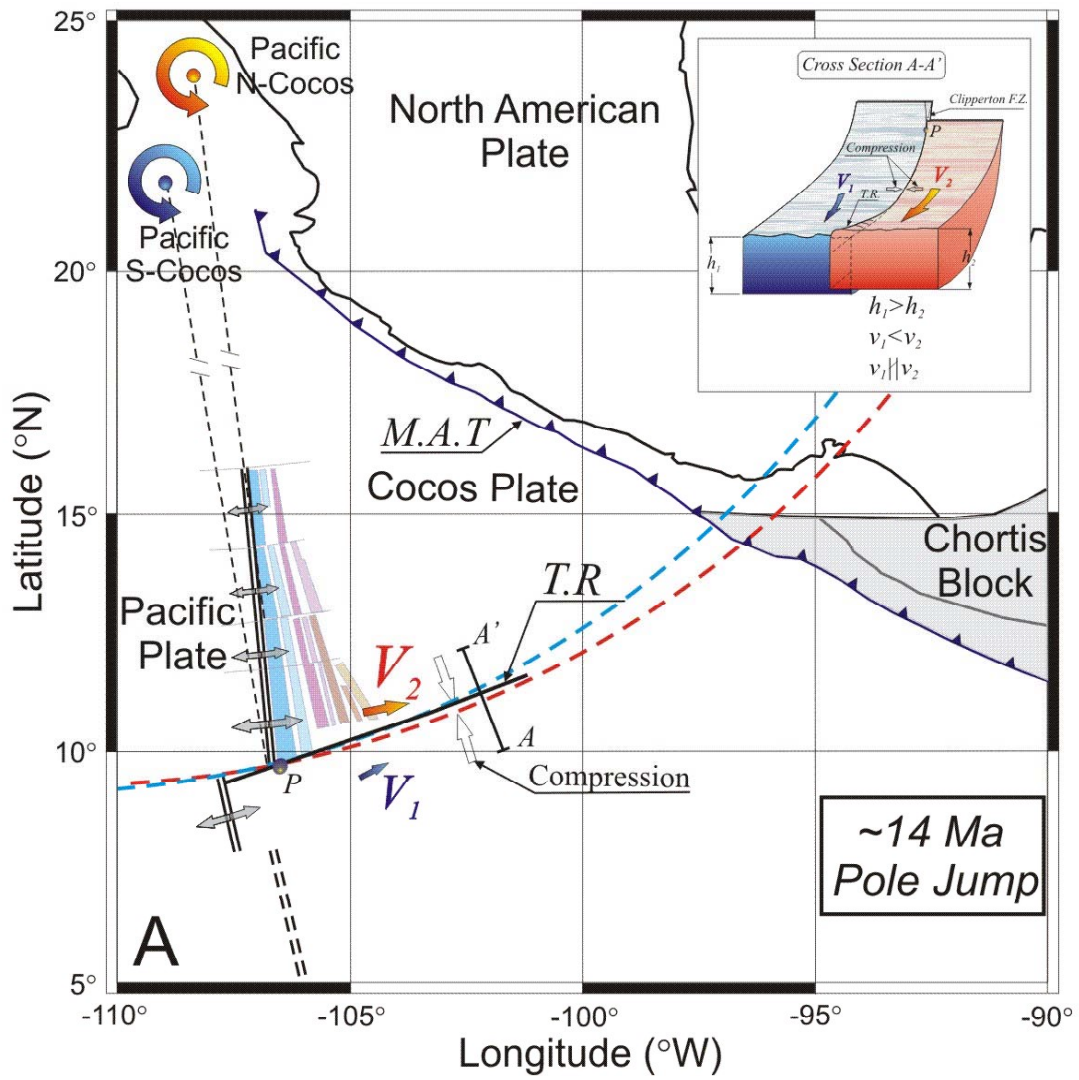 25°
20°
15°
10°
5°
Latitude (°N)
-110°
-105°
-100°
-95°
-90°
Longitude (°W)
Pacific
N-Cocos
Pacific
S-Cocos
North American
Plate
Cross Section A-A'
Clipperton F.Z.
P
Compression
V1
V2
T.R.
h1
h2
h1>h2
v1<v2
v1∦v2
M.A.T
Cocos Plate
Chortis
Block
Pacific
Plate
T.R
A'
A
V2
V1
P
Compression
~14 Ma
Pole Jump
A